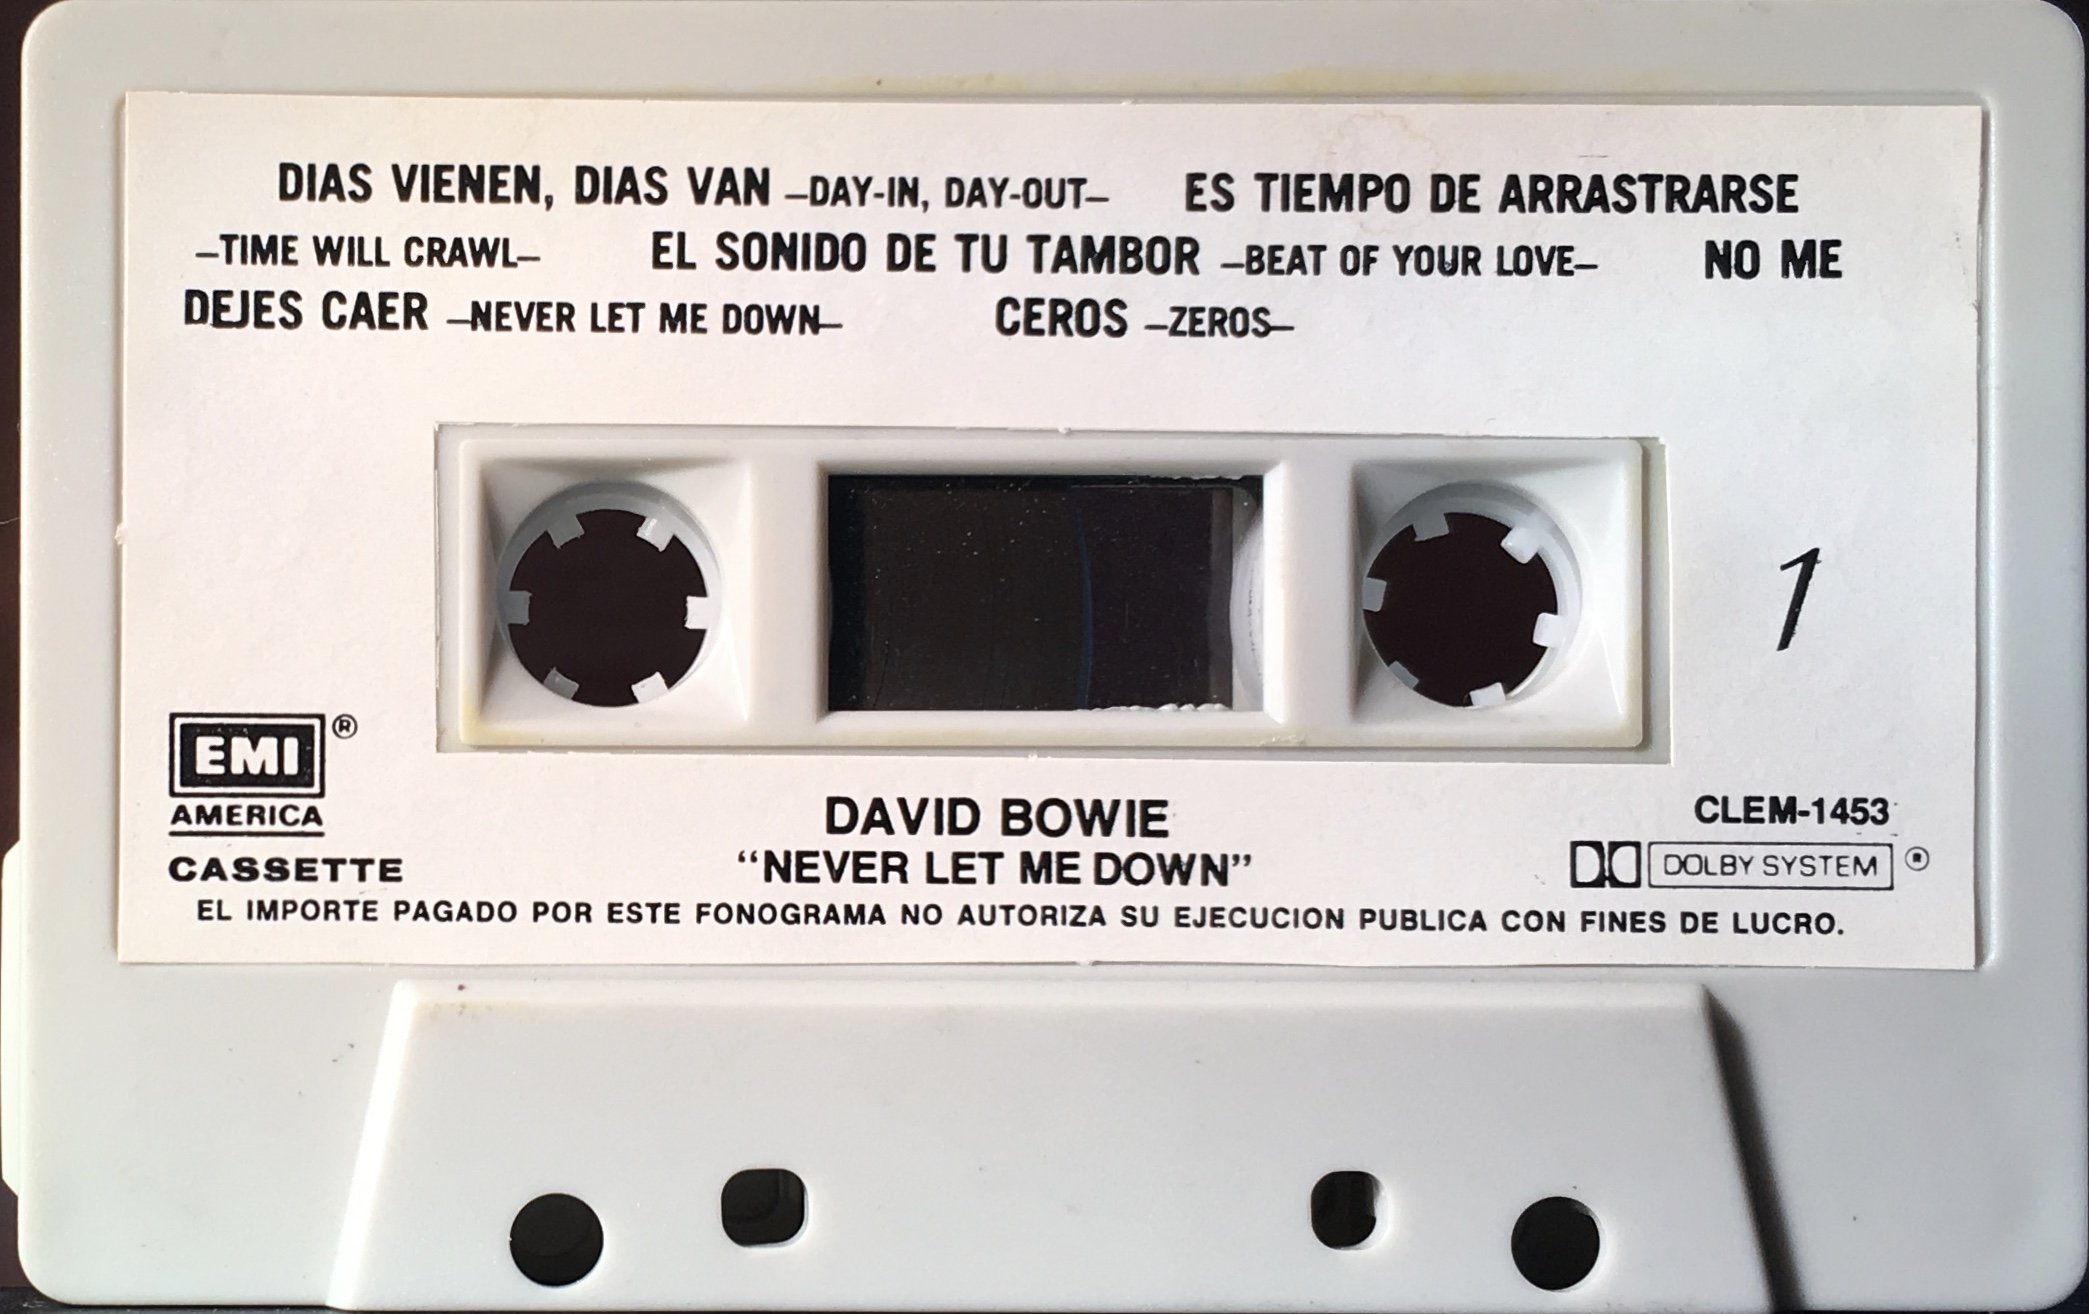 DIAS VIENEN, DIAS VAN –DAY-IN, DAY-OUT– ES TIEMPO DE ARRASTRARSE
–TIME WILL CRAWL– EL SONIDO DE TU TAMBOR –BEAT OF YOUR LOVE– NO ME
DEJES CAER –NEVER LET ME DOWN– CEROS –ZEROS–
1
EMI ®
AMERICA
CASSETTE
DAVID BOWIE
“NEVER LET ME DOWN”
CLEM-1453
DOLBY SYSTEM ®
EL IMPORTE PAGADO POR ESTE FONOGRAMA NO AUTORIZA SU EJECUCION PUBLICA CON FINES DE LUCRO.